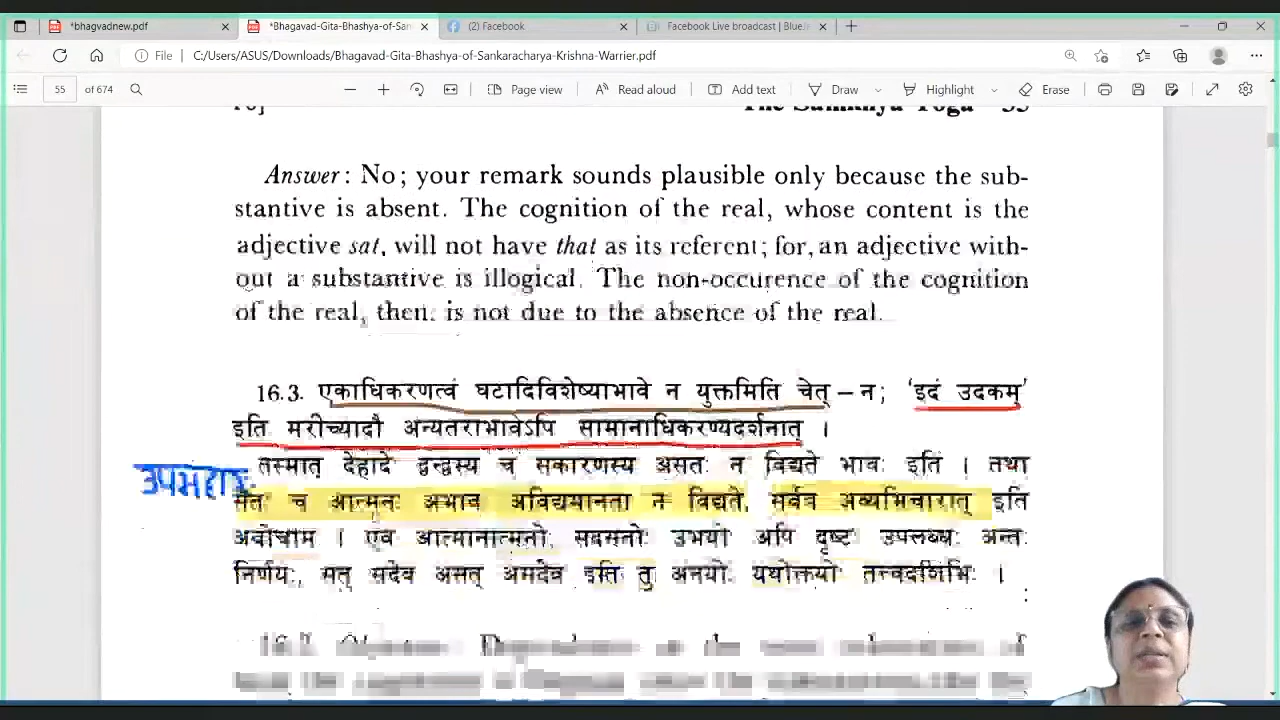 *bhagvadnew.pdf
*Bhagavad-Gita-Bhashya-of-San
(2) Facebook
Facebook Live broadcast | Blue/
File C:/Users/ASUS/Downloads/Bhagavad-Gita-Bhashya-of-Sankaracharya-Krishna-Warrier.pdf
55 of 674 Page view Read aloud Add text Draw Highlight Erase
Answer: No; your remark sounds plausible only because the sub-
stantive is absent. The cognition of the real, whose content is the
adjective sat, will not have that as its referent; for, an adjective with-
out a substantive is illogical. The non-occurence of the cognition
of the real, then, is not due to the absence of the real.
16.3. एकाधिकरणत्वं घटादिविशेष्याभावे न युक्तमिति चेत् – न; 'इदं उदकम्'
इति मरीच्यादौ अन्यतराभावेऽपि सामानाधिकरण्यदर्शनात् ।
तस्मात् देहादेः द्वन्द्वस्य च सकारणस्य असतः न विद्यते भावः इति । तथा
सतः च आत्मनः अभावः अविद्यमानता न विद्यते, सर्वत्र अव्यभिचारात् इति
अवोचाम । एवं आत्मानात्मनोः सदसतोः उभयोः अपि दृष्टः उपलब्धः अन्तः
निर्णयः, सत् सदेव असत् असदेव इति तु अनयोः यथोक्तयोः तत्त्वदर्शिभिः ।